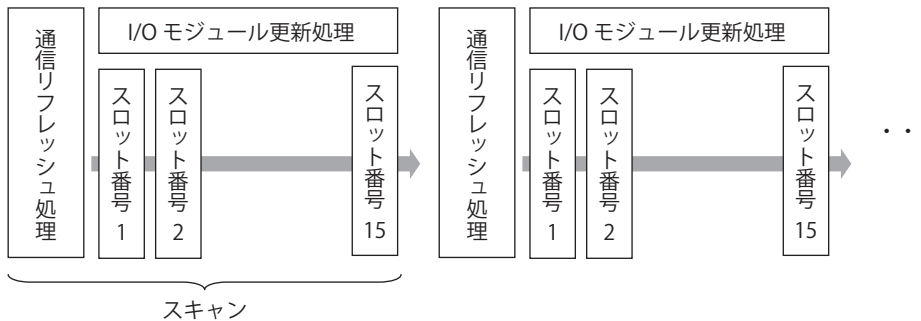 通信リフレッシュ処理
I/O モジュール更新処理
スロット番号 1
スロット番号 2
スロット番号 15
通信リフレッシュ処理
I/O モジュール更新処理
スロット番号 1
スロット番号 2
スロット番号 15
・・
スキャン